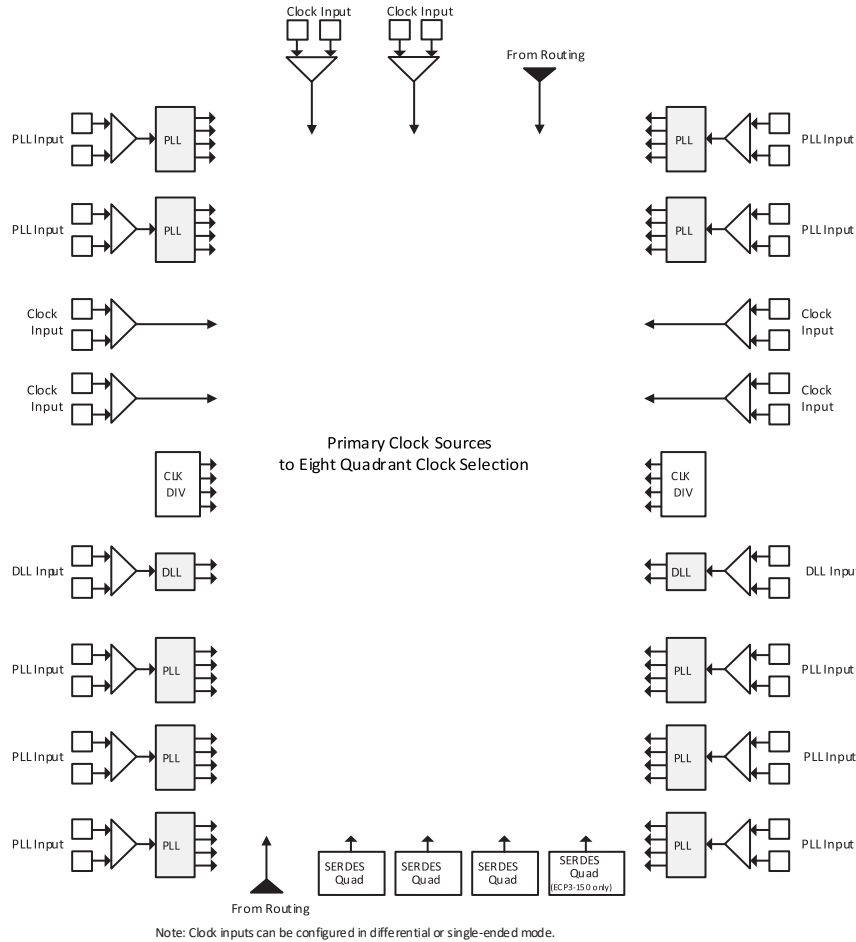 Clock Input
Clock Input
From Routing
PLL Input
PLL
PLL
PLL Input
PLL Input
PLL
PLL
PLL Input
Clock
Input
Clock
Input
Clock
Input
Clock
Input
Primary Clock Sources
to Eight Quadrant Clock Selection
CLK
DIV
CLK
DIV
DLL Input
DLL
DLL
DLL Input
PLL Input
PLL
PLL
PLL Input
PLL Input
PLL
PLL
PLL Input
PLL Input
PLL
PLL
PLL Input
SERDES
Quad
SERDES
Quad
SERDES
Quad
SERDES
Quad
(ECP3-150 only)
From Routing
Note: Clock inputs can be configured in differential or single-ended mode.